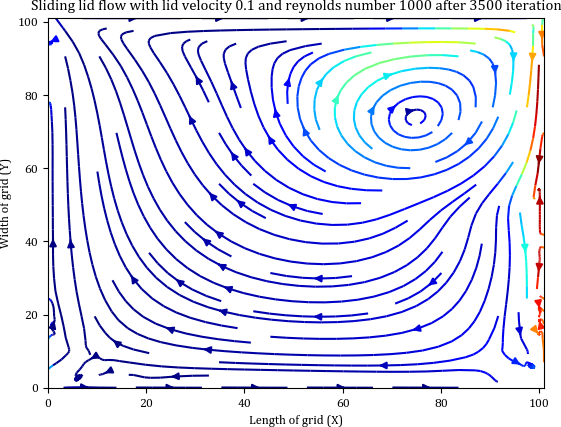 Sliding lid flow with lid velocity 0.1 and reynolds number 1000 after 3500 iteration
100
80
60
40
20
0
Width of grid (Y)
0 20 40 60 80 100
Length of grid (X)